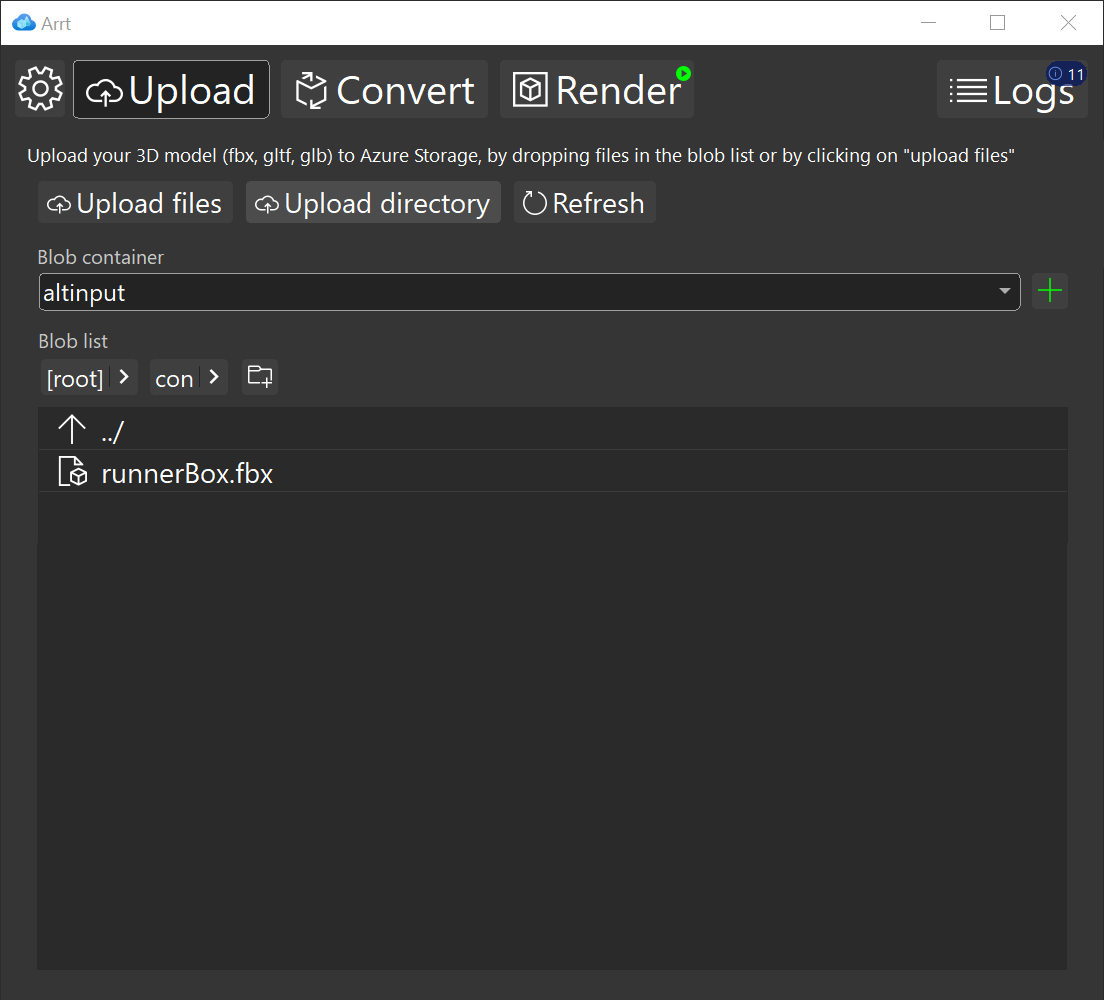 Arrt
Upload Convert Render Logs 11
Upload your 3D model (fbx, gltf, glb) to Azure Storage, by dropping files in the blob list or by clicking on "upload files"
Upload files Upload directory Refresh
Blob container
altinput
Blob list
[root] con
../
runnerBox.fbx